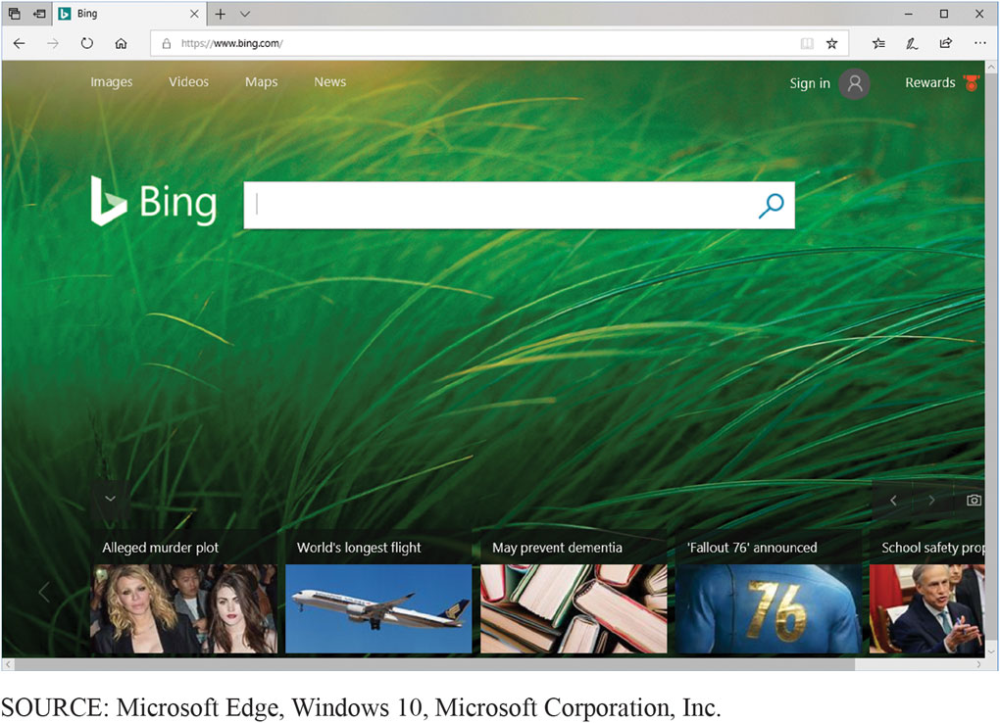 Bing
https://www.bing.com/
Images Videos Maps News Sign in Rewards
Bing
Alleged murder plot World's longest flight May prevent dementia 'Fallout 76' announced School safety prop
76
SOURCE: Microsoft Edge, Windows 10, Microsoft Corporation, Inc.